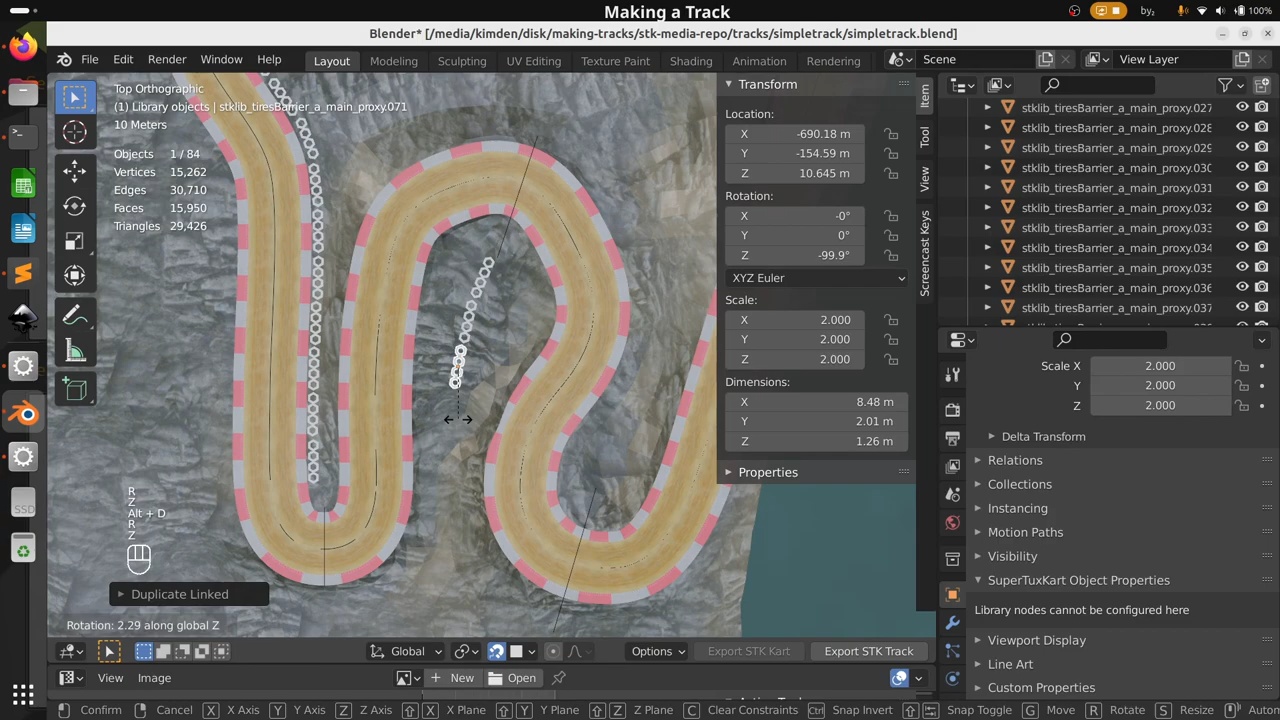 Making a Track
by₂
100%
Blender* [/media/kimden/disk/making-tracks/stk-media-repo/tracks/simpletrack/simpletrack.blend]
File Edit Render Window Help
Layout Modeling Sculpting UV Editing Texture Paint Shading Animation Rendering
Scene
View Layer
Top Orthographic
(1) Library objects | stklib_tiresBarrier_a_main_proxy.071
10 Meters
Objects 1 / 84
Vertices 15,262
Edges 30,710
Faces 15,950
Triangles 29,426
Transform
Location:
X -690.18 m
Y -154.59 m
Z 10.645 m
Rotation:
X -0°
Y 0°
Z -99.9°
XYZ Euler
Scale:
X 2.000
Y 2.000
Z 2.000
Dimensions:
X 8.48 m
Y 2.01 m
Z 1.26 m
Properties
Item
Tool
View
Screencast Keys
stklib_tiresBarrier_a_main_proxy.027
stklib_tiresBarrier_a_main_proxy.028
stklib_tiresBarrier_a_main_proxy.029
stklib_tiresBarrier_a_main_proxy.030
stklib_tiresBarrier_a_main_proxy.031
stklib_tiresBarrier_a_main_proxy.032
stklib_tiresBarrier_a_main_proxy.033
stklib_tiresBarrier_a_main_proxy.034
stklib_tiresBarrier_a_main_proxy.035
stklib_tiresBarrier_a_main_proxy.036
stklib_tiresBarrier_a_main_proxy.037
Scale X 2.000
Y 2.000
Z 2.000
Delta Transform
Relations
Collections
Instancing
Motion Paths
Visibility
SuperTuxKart Object Properties
Library nodes cannot be configured here
Viewport Display
Line Art
Custom Properties
R
Z
Alt + D
R
Z
Duplicate Linked
Rotation: 2.29 along global Z
SSD
Global
Options
Export STK Kart
Export STK Track
View Image
New
Open
Confirm Cancel X X Axis Y Y Axis Z Z Axis X X Plane Y Y Plane Z Z Plane C Clear Constraints Ctrl Snap Invert Snap Toggle G Move R Rotate S Resize